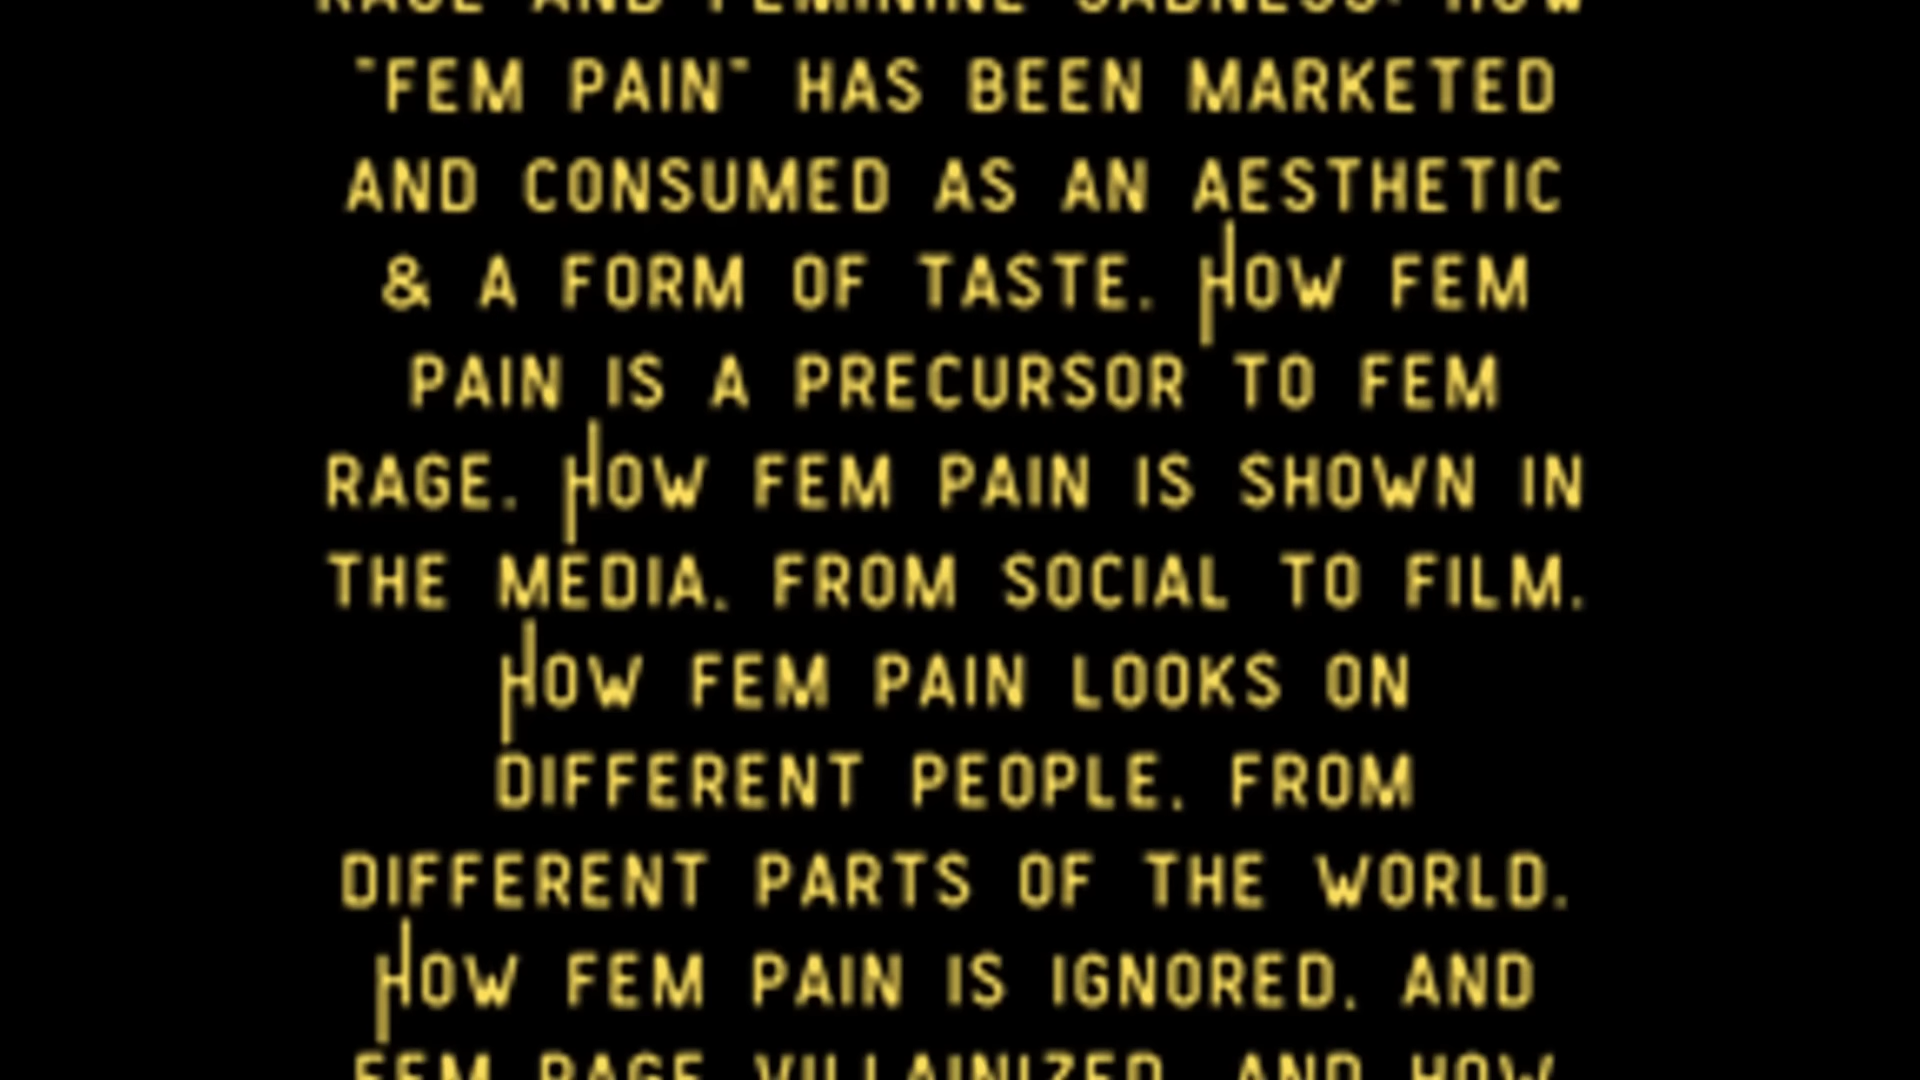 RAGE AND FEMININE SADNESS. HOW
"FEM PAIN" HAS BEEN MARKETED
AND CONSUMED AS AN AESTHETIC
& A FORM OF TASTE. HOW FEM
PAIN IS A PRECURSOR TO FEM
RAGE. HOW FEM PAIN IS SHOWN IN
THE MEDIA. FROM SOCIAL TO FILM.
HOW FEM PAIN LOOKS ON
DIFFERENT PEOPLE. FROM
DIFFERENT PARTS OF THE WORLD.
HOW FEM PAIN IS IGNORED. AND
FEM RAGE VILLAINIZED. AND HOW